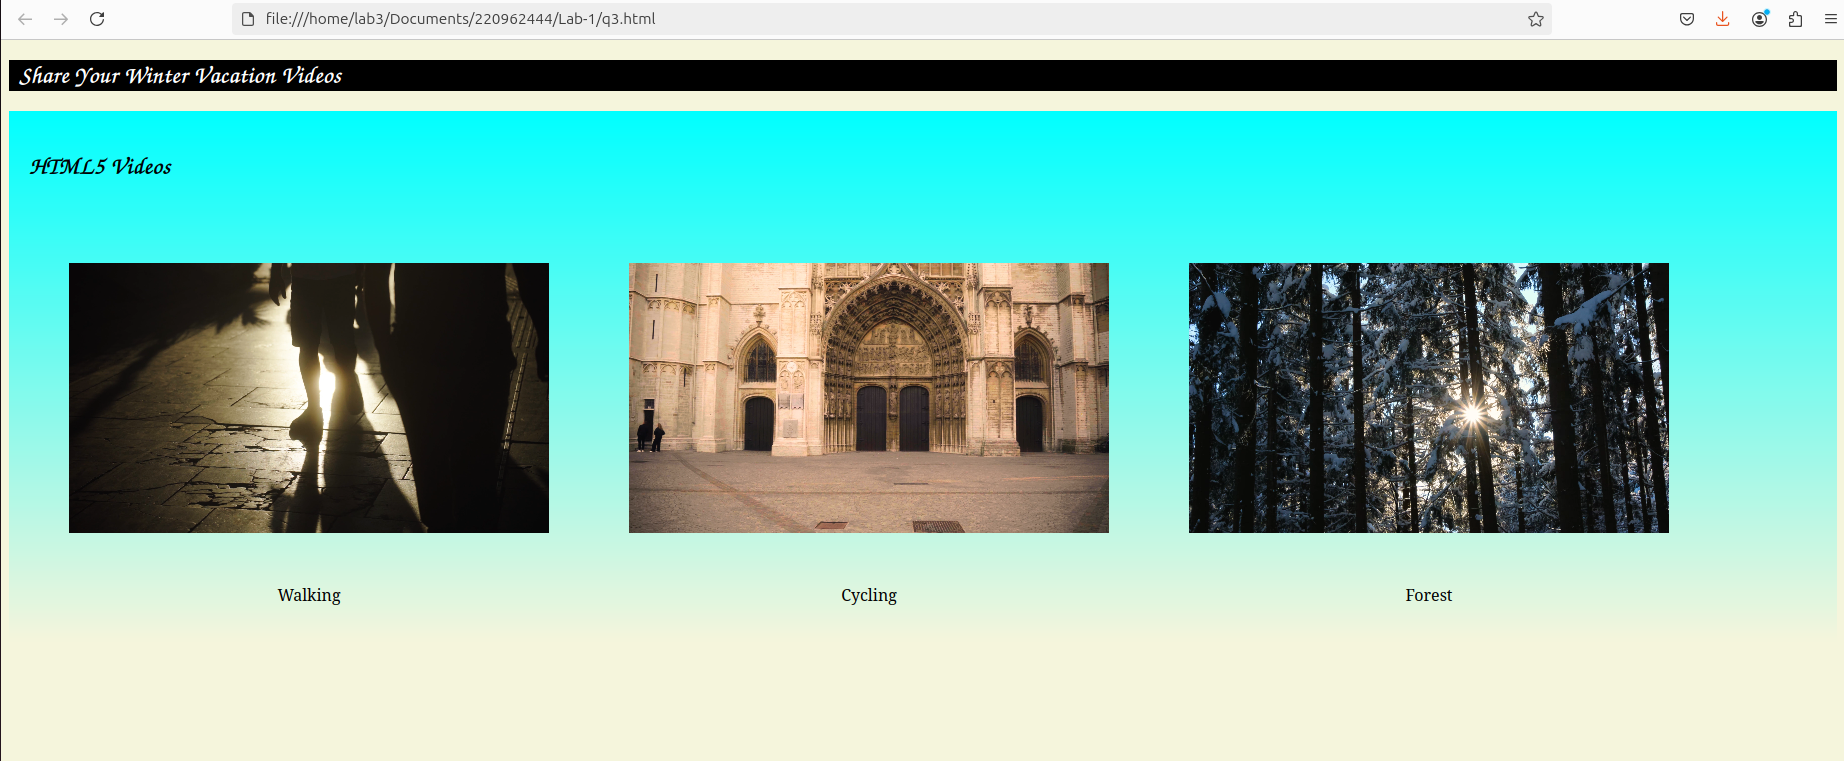 file:///home/lab3/Documents/220962444/Lab-1/q3.html
Share Your Winter Vacation Videos
HTML5 Videos
Walking
Cycling
Forest